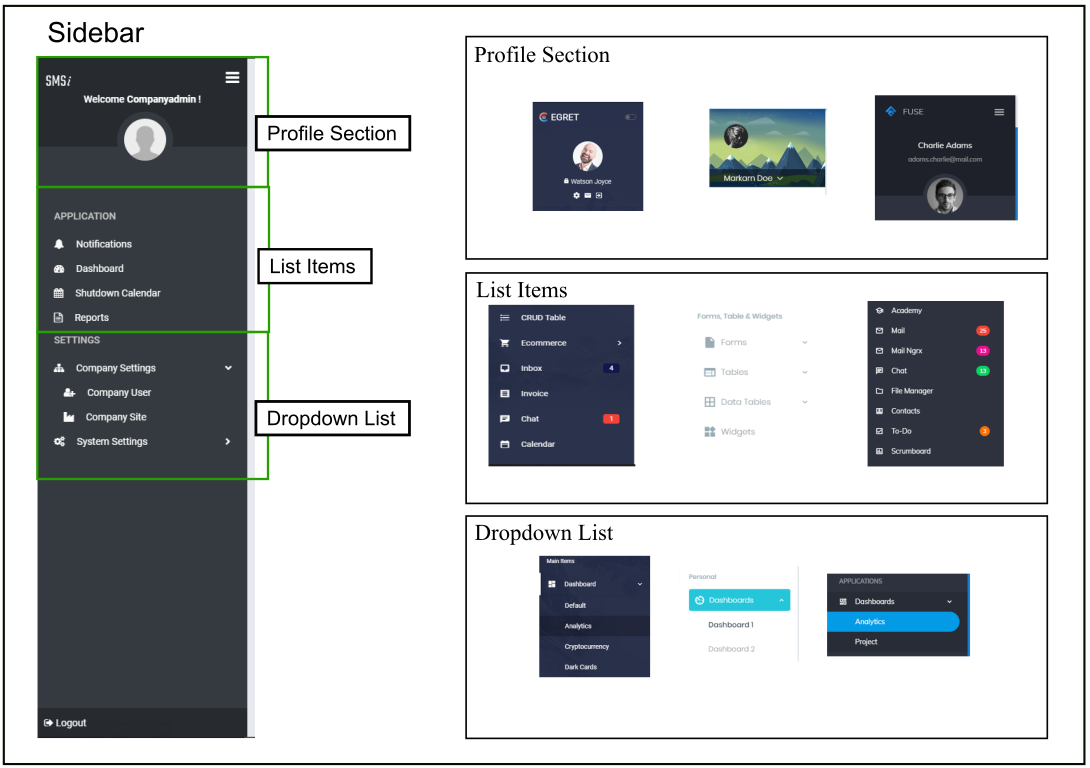 Sidebar
SMSi
Welcome Companyadmin !
Profile Section
APPLICATION
Notifications
Dashboard
Shutdown Calendar
Reports
List Items
SETTINGS
Company Settings
Company User
Company Site
System Settings
Dropdown List
Logout
Profile Section
EGRET
Watson Joyce
Markarn Doe
FUSE
Charlie Adams
adams.charlie@mail.com
List Items
CRUD Table
Ecommerce
Inbox 4
Invoice
Chat 1
Calendar
Forms, Table & Widgets
Forms
Tables
Data Tables
Widgets
Academy
Mail 25
Mail Ngrx 13
Chat 13
File Manager
Contacts
To-Do 3
Scrumboard
Dropdown List
Main Items
Dashboard
Default
Analytics
Cryptocurrency
Dark Cards
Personal
Dashboards
Dashboard 1
Dashboard 2
APPLICATIONS
Dashboards
Analytics
Project